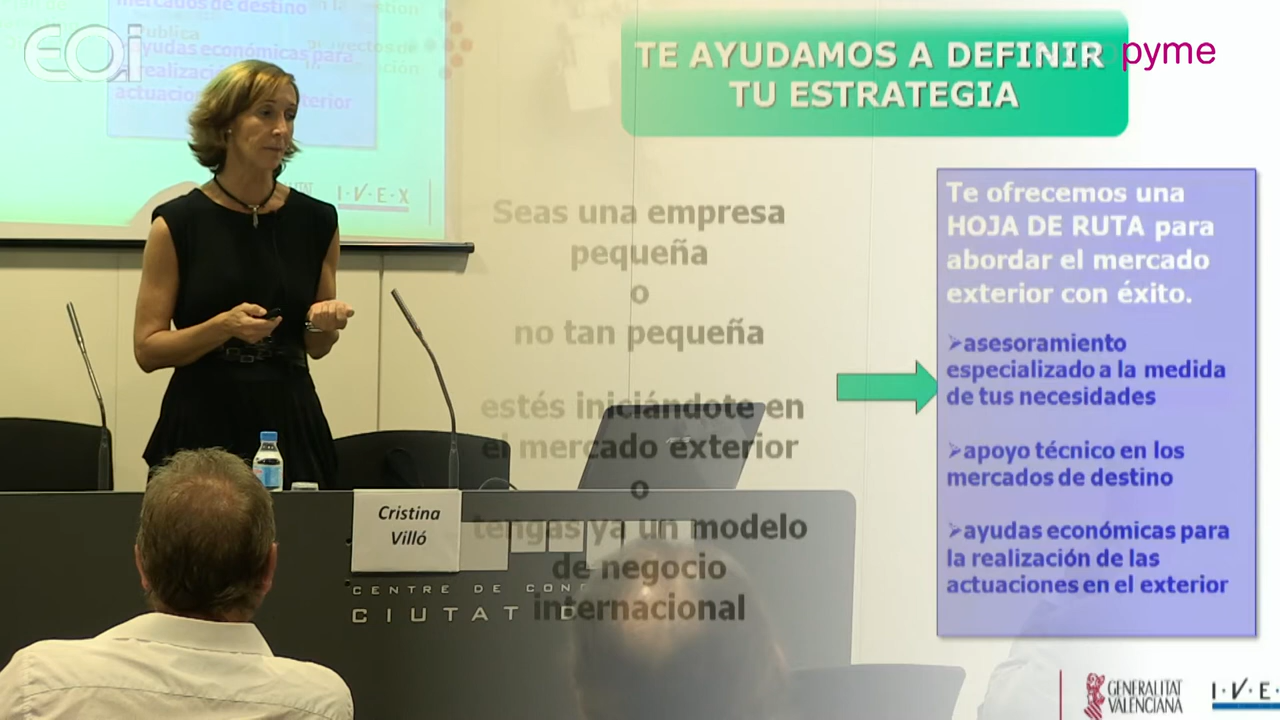 EOi
mercados de destino
ayudas económicas para
I·V·E·X
TE AYUDAMOS A DEFINIR
TU ESTRATEGIA
pyme
Seas una empresa
pequeña
o
no tan pequeña
estés iniciándote en
el mercado exterior
o
tengas ya un modelo
de negocio
internacional
Te ofrecemos una
HOJA DE RUTA para
abordar el mercado
exterior con éxito.
➢asesoramiento
especializado a la medida
de tus necesidades
➢apoyo técnico en los
mercados de destino
➢ayudas económicas para
la realización de las
actuaciones en el exterior
Cristina
Villó
CENTRE DE CON
CIUTAT D
GENERALITAT
VALENCIANA
I·V·E·